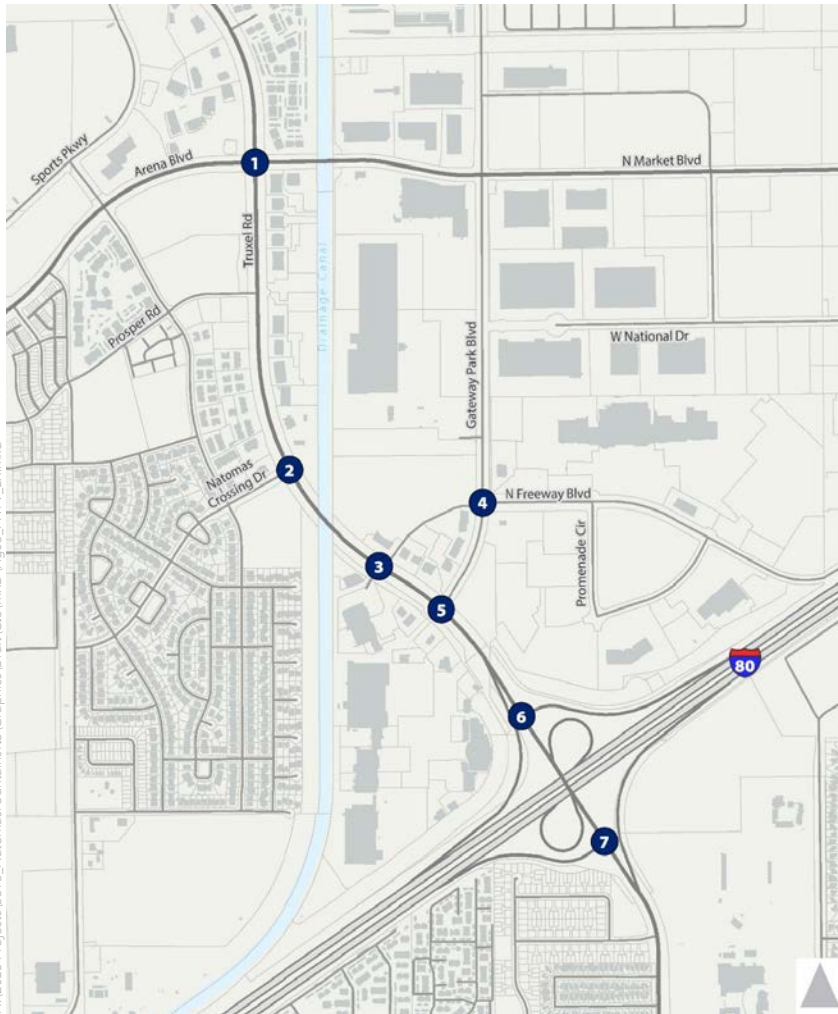 Sports Pkwy
Arena Blvd
1
N Market Blvd
Truxel Rd
Drainage Canal
Prosper Rd
Gateway Park Blvd
W National Dr
2
Natomas
Crossing Dr
4
N Freeway Blvd
3
Promenade Cir
5
80
6
7